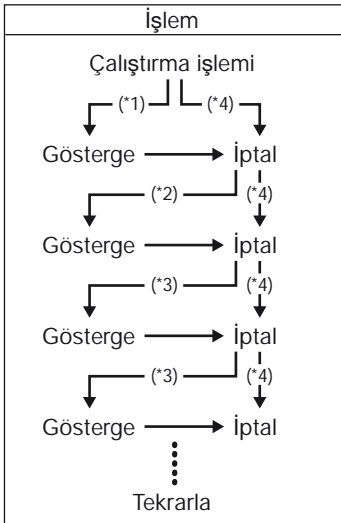 İşlem
Çalıştırma işlemi
(*1) (*4)
Gösterge İptal
(*2) (*4)
Gösterge İptal
(*3) (*4)
Gösterge İptal
(*3) (*4)
Gösterge İptal
Tekrarla